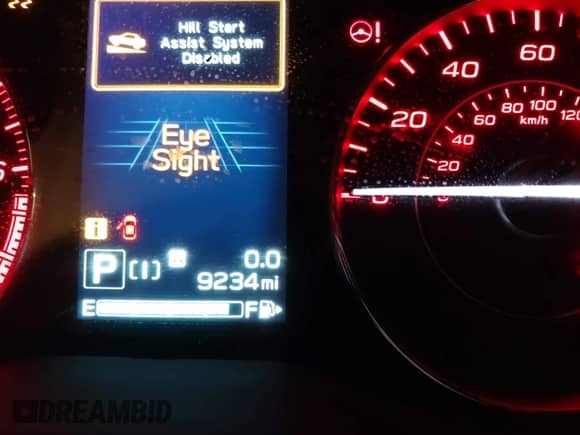 Hill Start
Assist System
Disabled
Eye
Sight
i
P
0.0
9234 mi
E F
!
20 40 60
20 40 60 80 100 120
km/h
0
DREAMBID